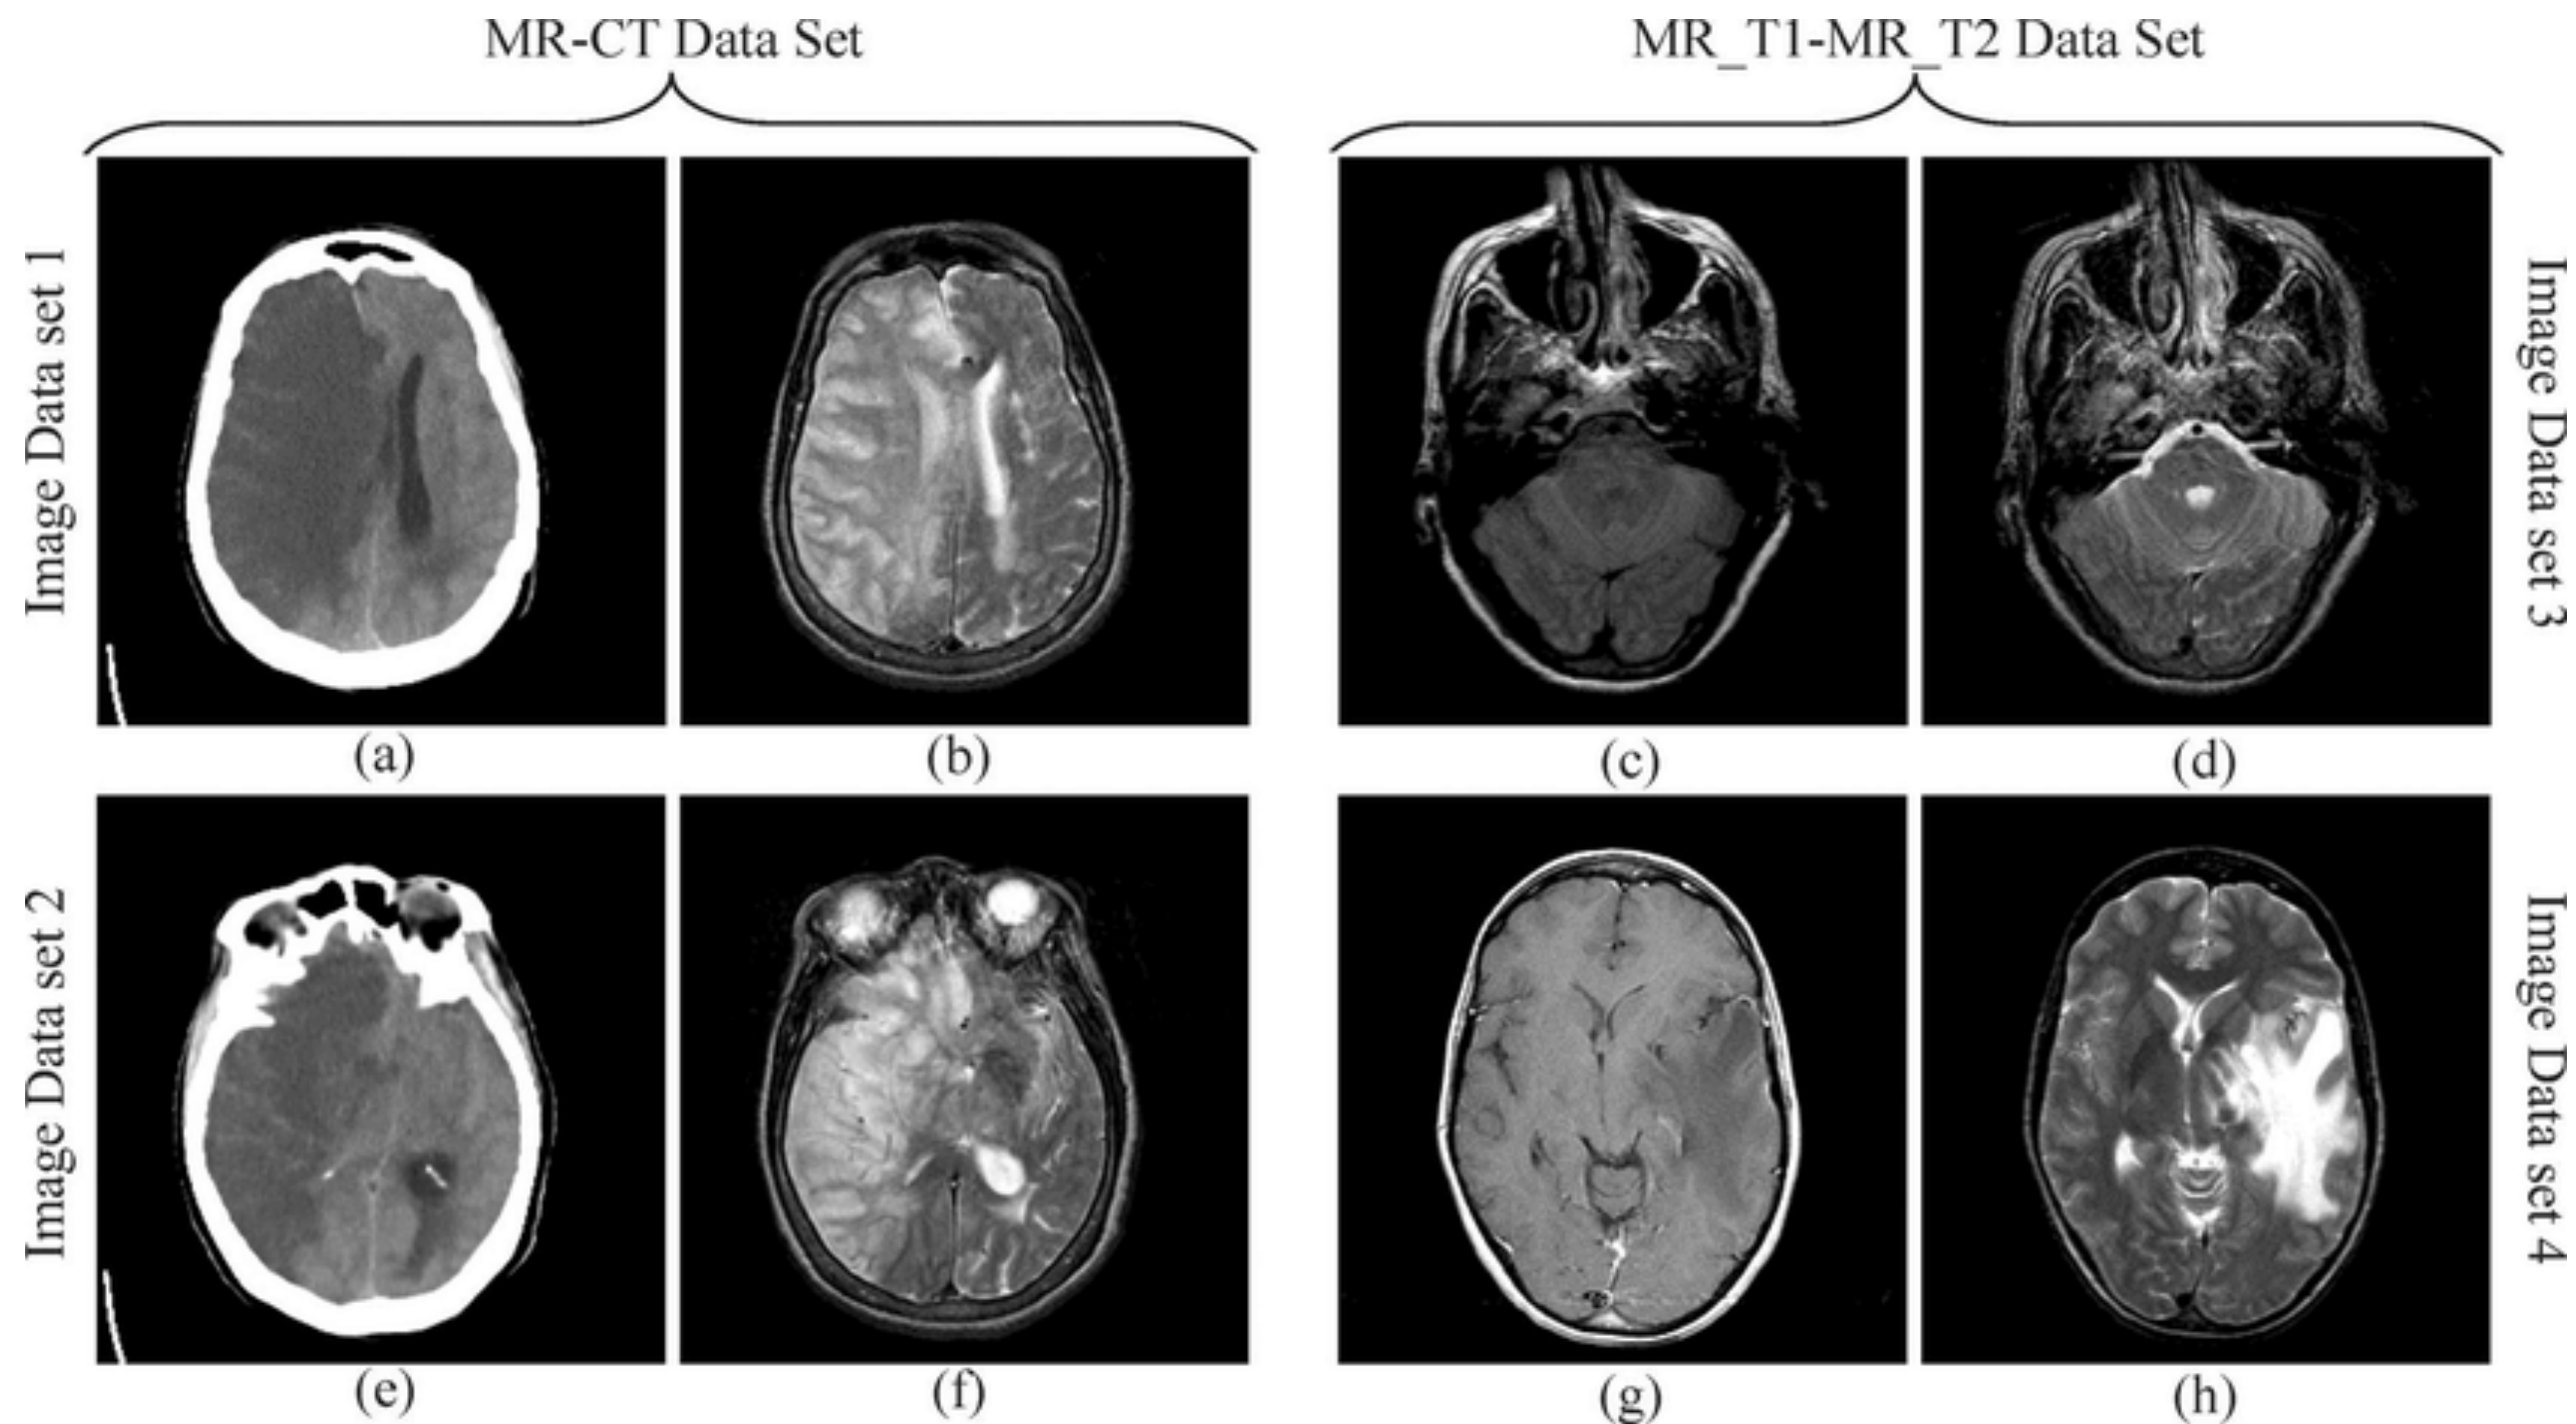 MR-CT Data Set
MR_T1-MR_T2 Data Set
Image Data set 1
Image Data set 3
(a)
(b)
(c)
(d)
Image Data set 2
Image Data set 4
(e)
(f)
(g)
(h)